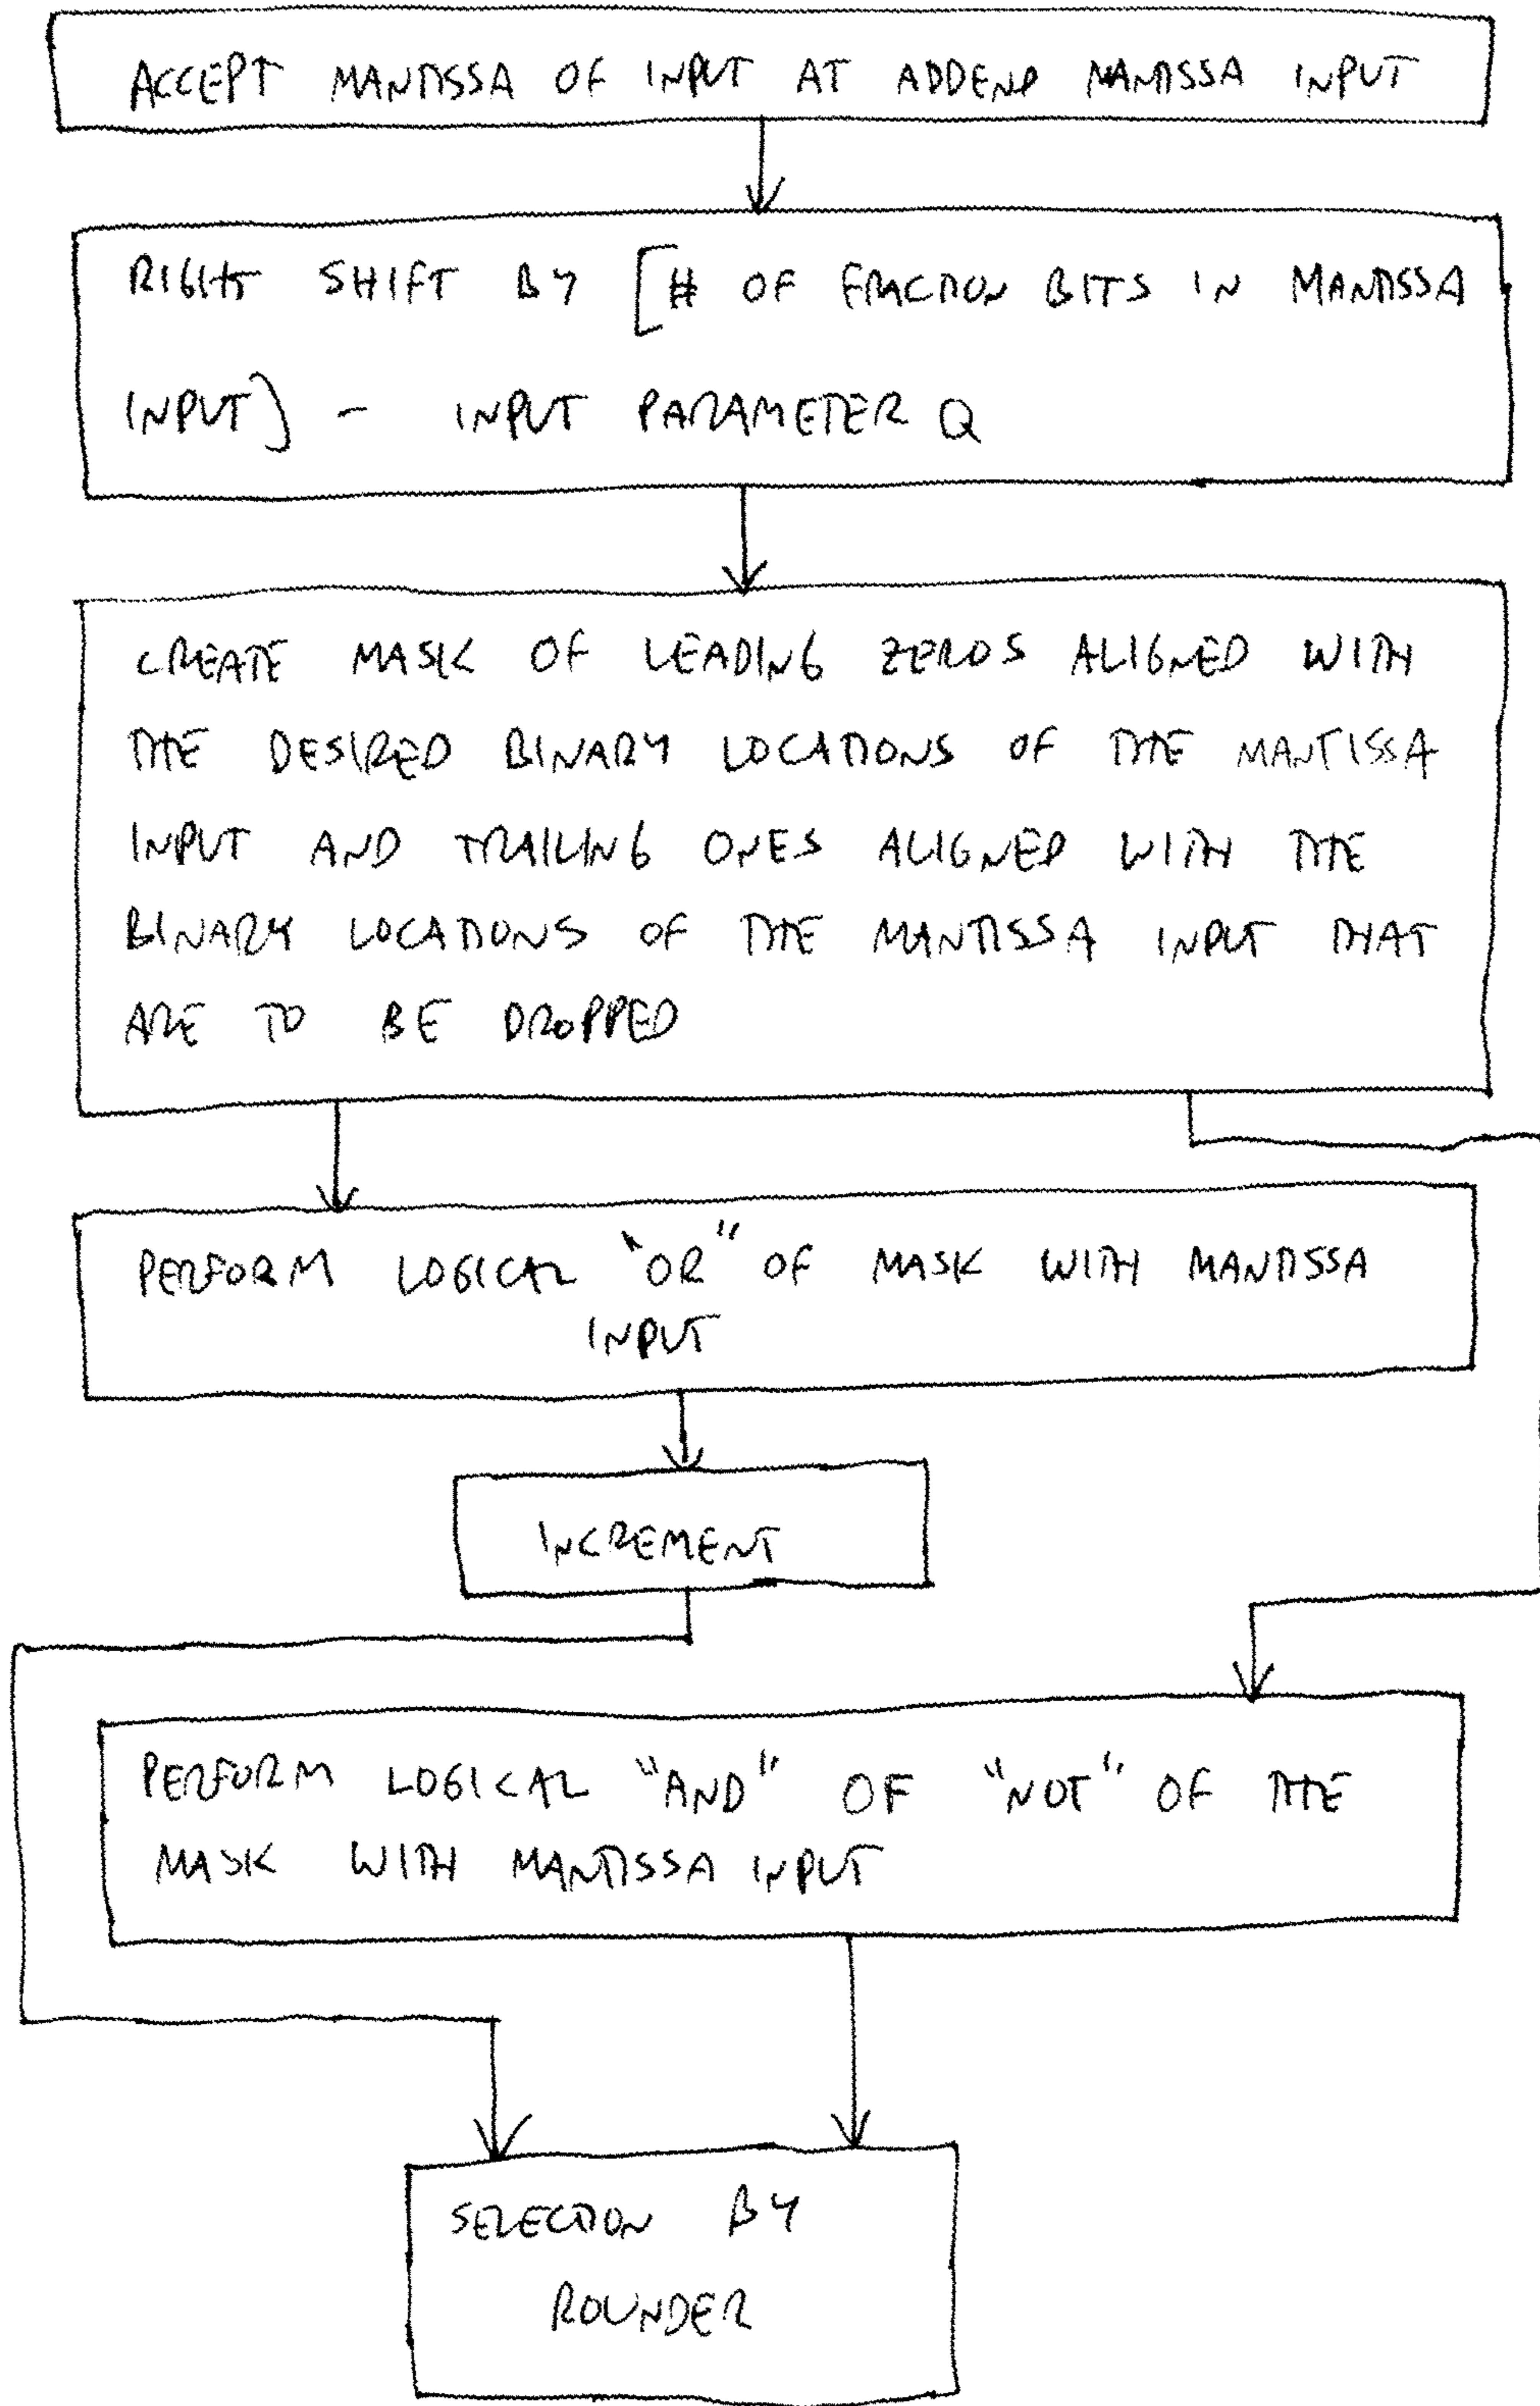 ACCEPT MANTISSA OF INPUT AT ADDEND MANTISSA INPUT
RIGHT SHIFT BY [# OF FRACTION BITS IN MANTISSA
INPUT] - INPUT PARAMETER Q
CREATE MASK OF LEADING ZEROS ALIGNED WITH
THE DESIRED BINARY LOCATIONS OF THE MANTISSA
INPUT AND TRAILING ONES ALIGNED WITH THE
BINARY LOCATIONS OF THE MANTISSA INPUT THAT
ARE TO BE DROPPED
PERFORM LOGICAL "OR" OF MASK WITH MANTISSA
INPUT
INCREMENT
PERFORM LOGICAL "AND" OF "NOT" OF THE
MASK WITH MANTISSA INPUT
SELECTION BY
ROUNDER